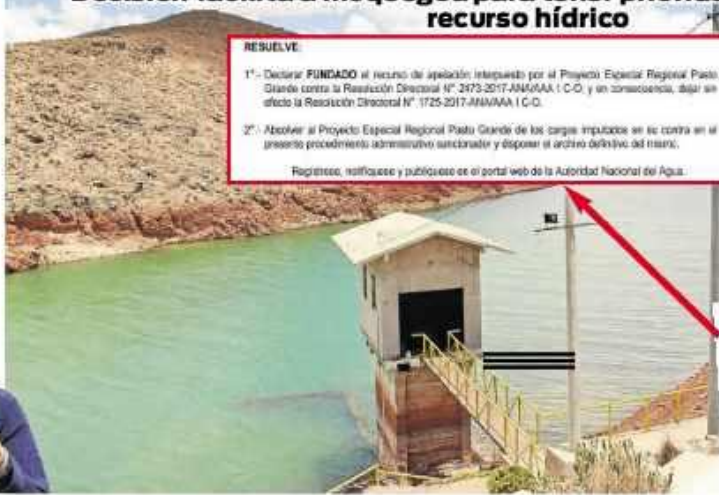 recurso hídrico
RESUELVE:
1°.- Declarar FUNDADO el recurso de apelación interpuesto por el Proyecto Especial Regional Pasto
Grande contra la Resolución Directoral N° 2473-2017-ANA/AAA I C-O; y en consecuencia, dejar sin
efecto la Resolución Directoral N° 1725-2017-ANA/AAA I C-O.
2°.- Absolver al Proyecto Especial Regional Pasto Grande de los cargos imputados en su contra en el
presente procedimiento administrativo sancionador y disponer el archivo definitivo del mismo.
Regístrese, notifíquese y publíquese en el portal web de la Autoridad Nacional del Agua.